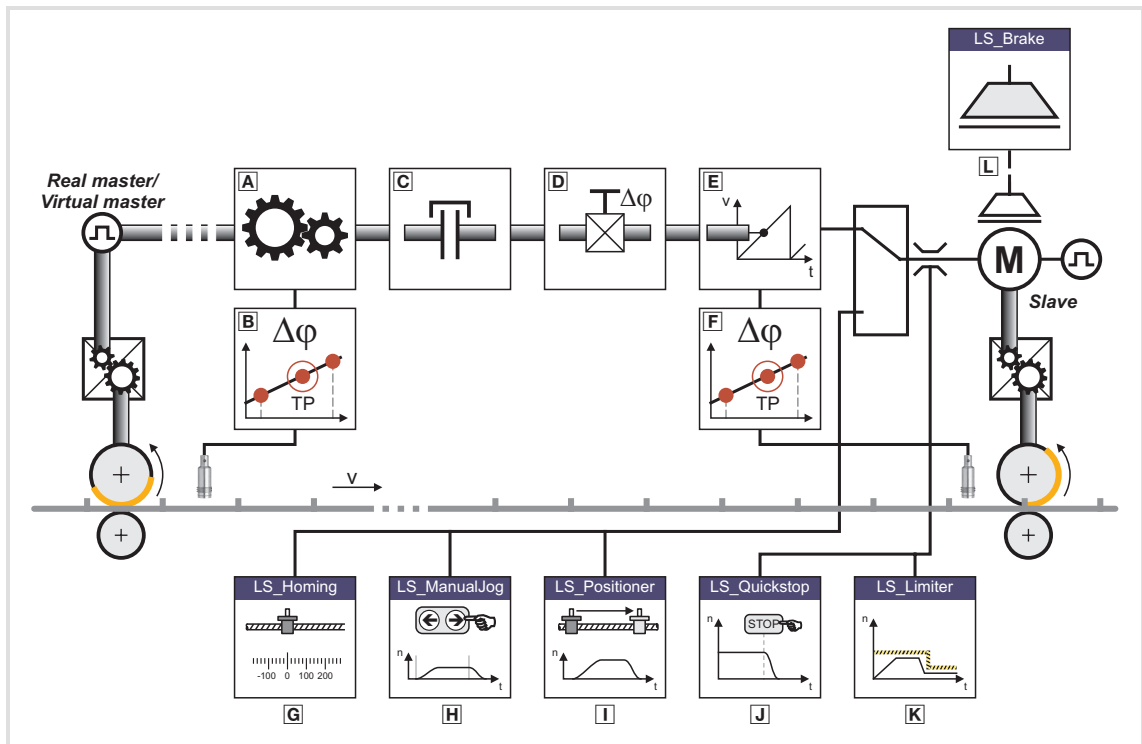 LS_Brake
L
Real master/
Virtual master
A
C
D
Δφ
E
v
t
M
Slave
B
Δφ
TP
F
Δφ
TP
v
LS_Homing
-100 0 100 200
G
LS_ManualJog
n
t
H
LS_Positioner
n
t
I
LS_Quickstop
STOP
n
t
J
LS_Limiter
n
t
K